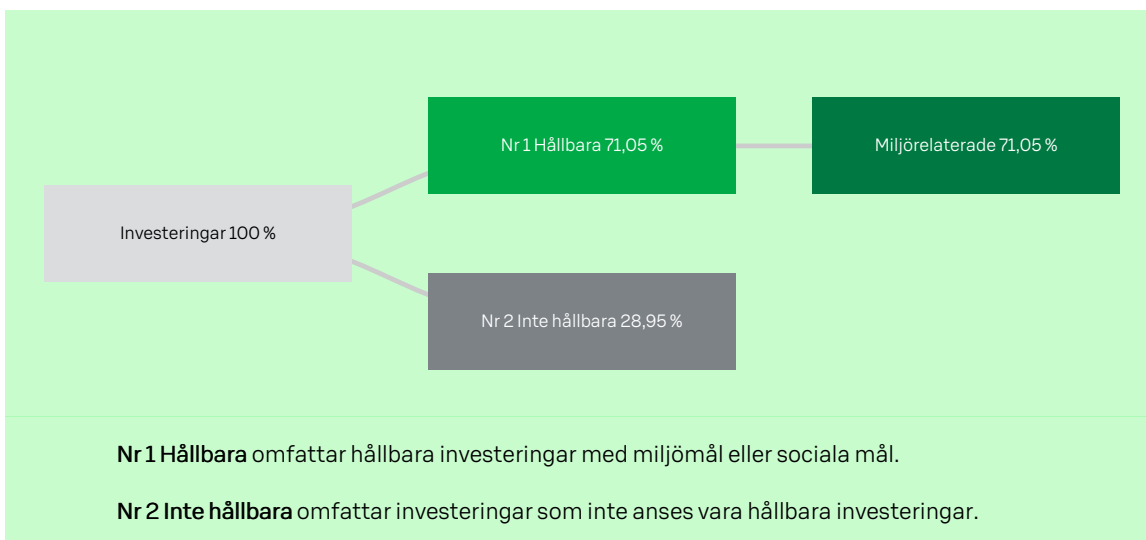 Nr 1 Hållbara 71,05 %
Miljörelaterade 71,05 %
Investeringar 100 %
Nr 2 Inte hållbara 28,95 %
Nr 1 Hållbara omfattar hållbara investeringar med miljömål eller sociala mål.
Nr 2 Inte hållbara omfattar investeringar som inte anses vara hållbara investeringar.